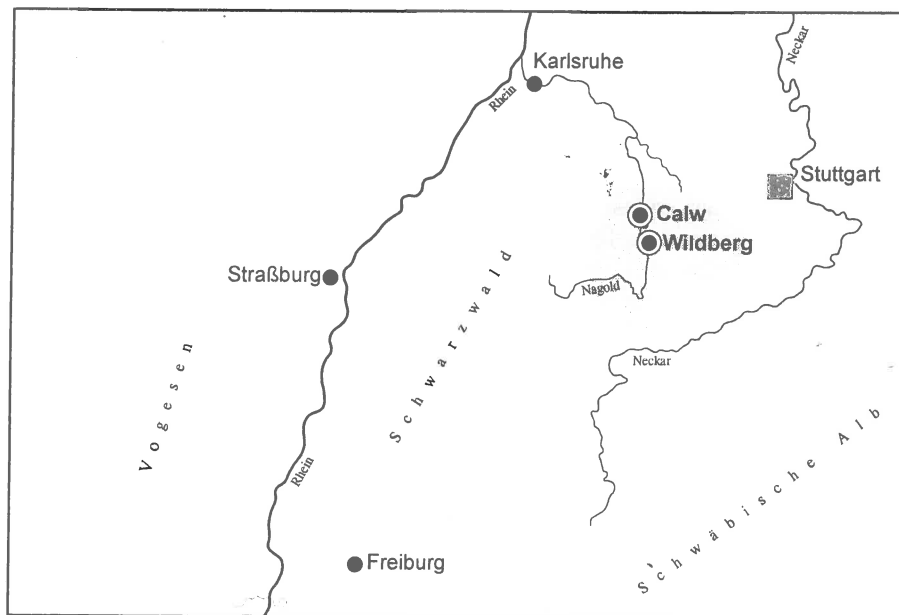 Neckar
Karlsruhe
Rhein
Stuttgart
Calw
Wildberg
Straßburg
Nagold
Schwarzwald
Neckar
Vogesen
Rhein
Schwäbische Alb
Freiburg